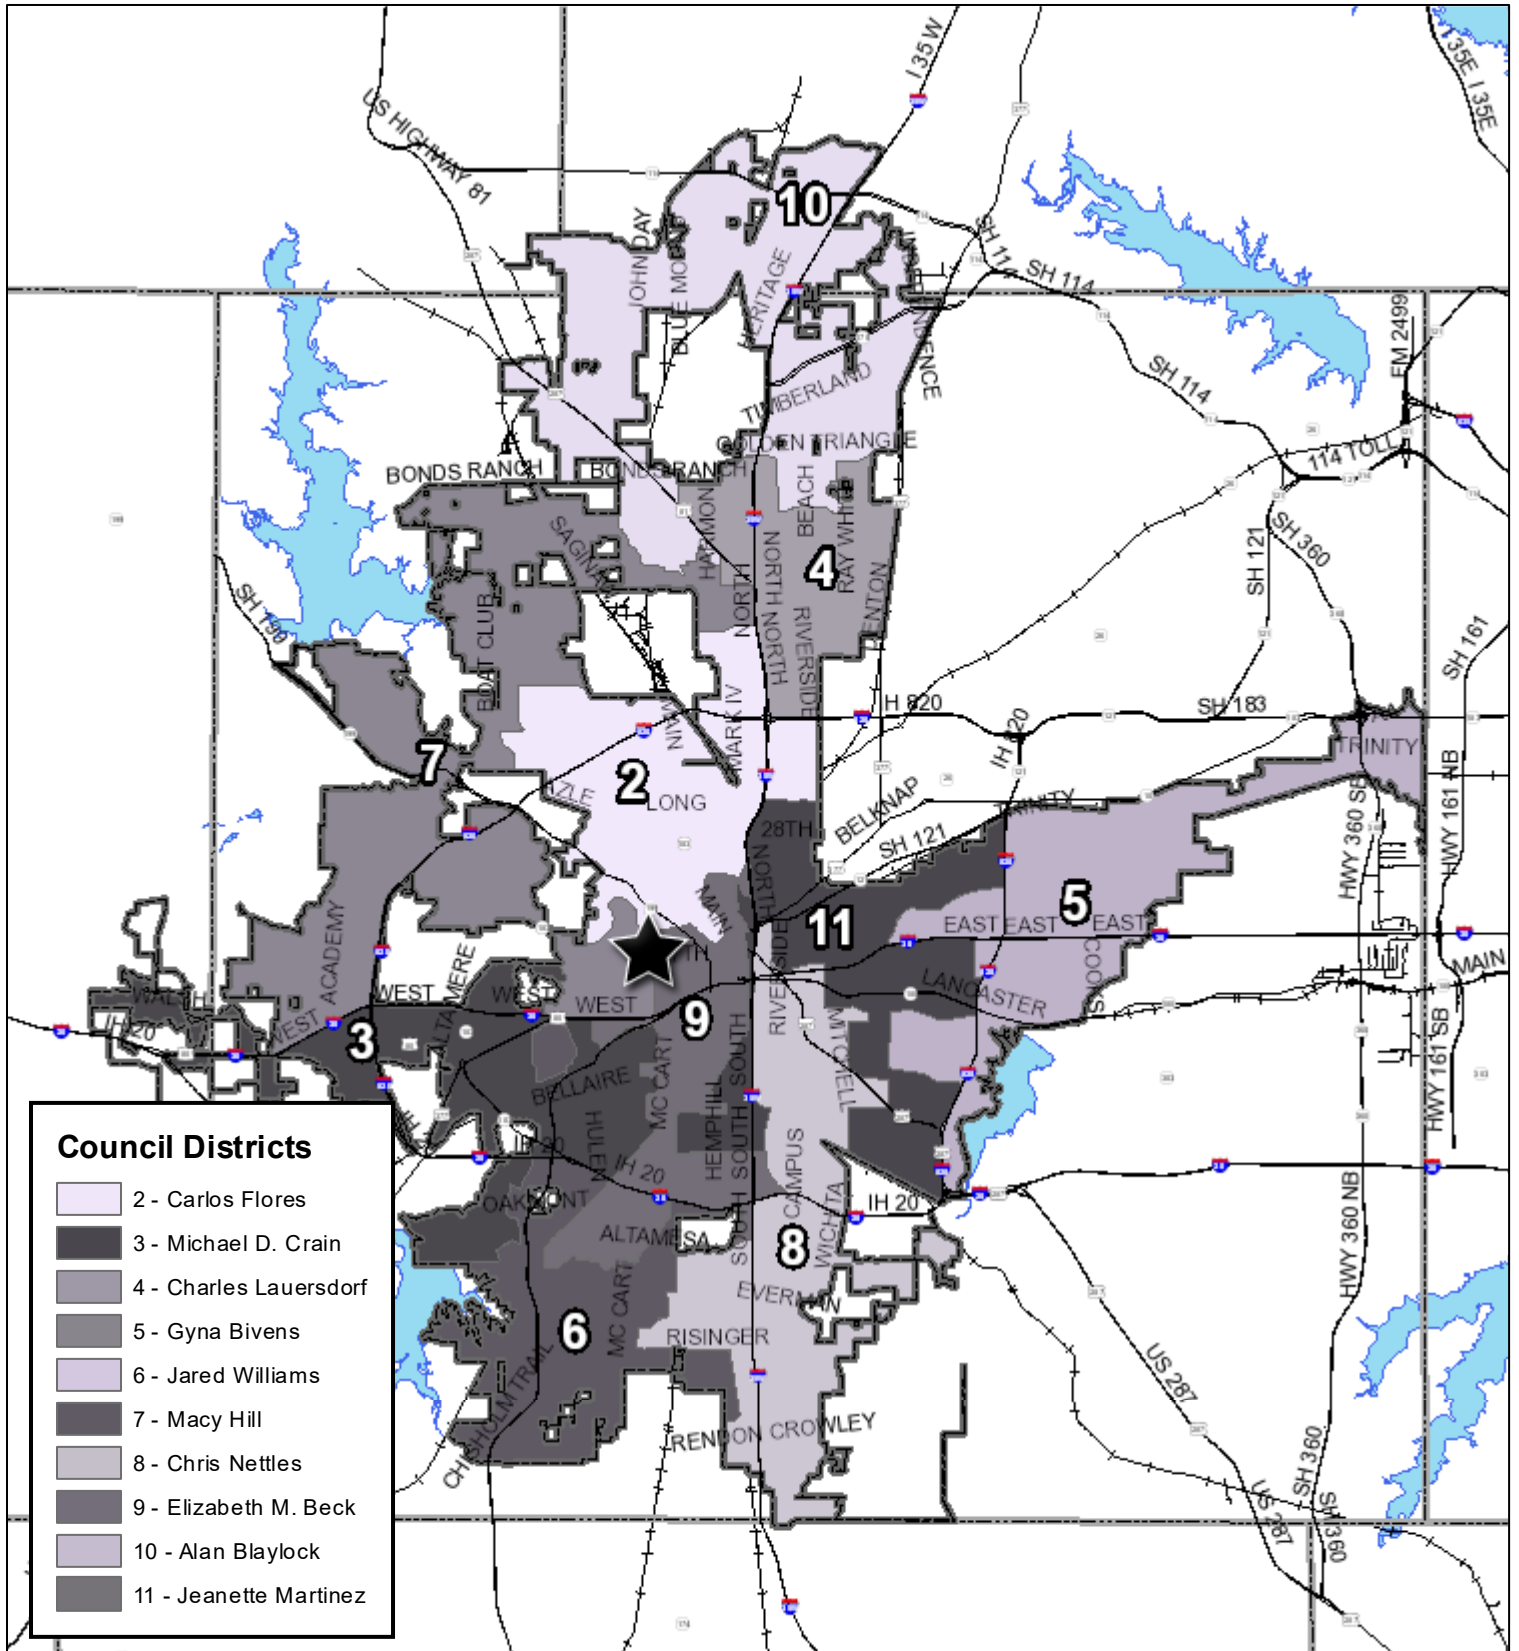 I 35W
I 35E
I 35E
US HIGHWAY 81
10
SH 114
JOHN DAY
BLUE MOUND
HERITAGE
SH 114
FM 2499
SH 114
TIMBERLAND
GOLDEN TRIANGLE
114 TOLL
BONDS RANCH
BONDS RANCH
HARMON
BEACH
RAY WHITE
SAGINAW
4
SH 360
SH 121
NORTH
NORTH
NORTH
DENTON
SH 199
BOAT CLUB
RIVERSIDE
SH 161
MARK IV
IH 820
SH 183
TRINITY
7
2
LONG
AZLE
BELKNAP
TRINITY
28TH
SH 121
HWY 360 SB
HWY 161 NB
NORTH
MAIN
5
11
EAST
EAST
EAST
ACADEMY
RIVERSIDE
LANCASTER
COOKS
MAIN
WALSH
WEST
WEST
WEST
WEST
IH 20
ALTAMERE
3
9
MITCHELL
HWY 161 SB
BELLAIRE
MC CART
HEMPHILL
SOUTH
SOUTH
HULEN
IH 20
IH 20
CAMPUS
OAKMONT
WICHITA
IH 20
ALTAMESA
SOUTH
8
HWY 360 NB
MC CART
EVERMAN
6
RISINGER
US 287
CHISHOLM TRAIL
RENDON CROWLEY
SH 360
US 287
SH 360
Council Districts
2 - Carlos Flores
3 - Michael D. Crain
4 - Charles Lauersdorf
5 - Gyna Bivens
6 - Jared Williams
7 - Macy Hill
8 - Chris Nettles
9 - Elizabeth M. Beck
10 - Alan Blaylock
11 - Jeanette Martinez